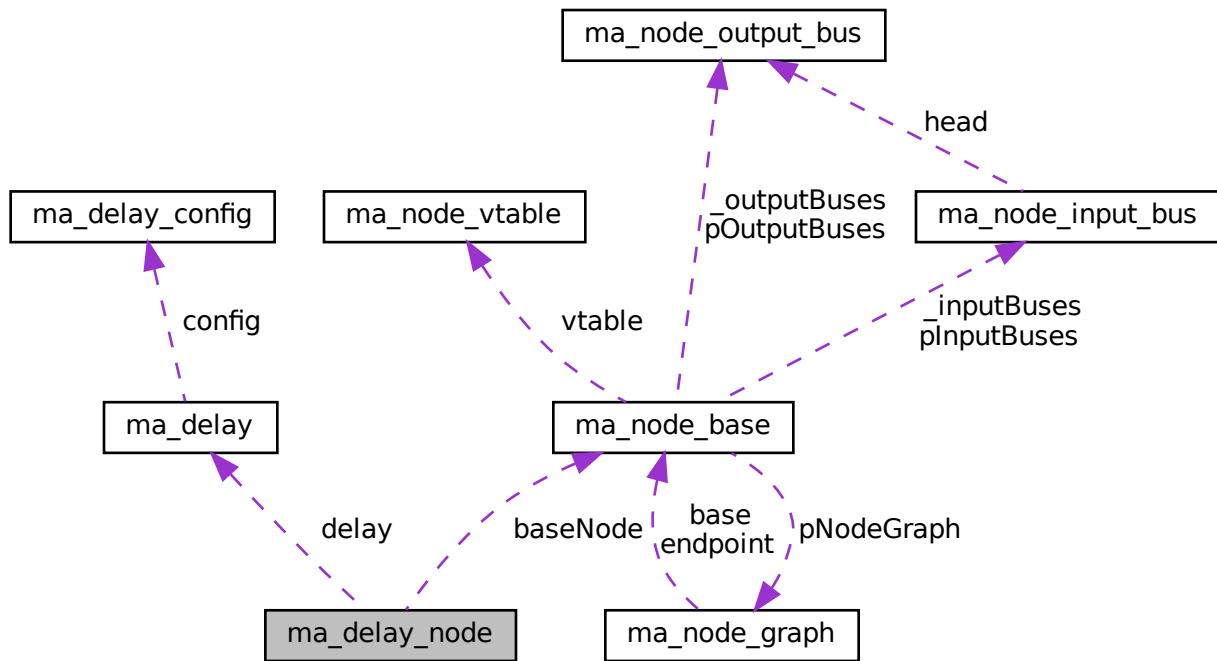 ma_node_output_bus
head
ma_delay_config
ma_node_vtable
_outputBuses
pOutputBuses
ma_node_input_bus
config
vtable
_inputBuses
pInputBuses
ma_delay
ma_node_base
delay
baseNode
base
endpoint
pNodeGraph
ma_delay_node
ma_node_graph